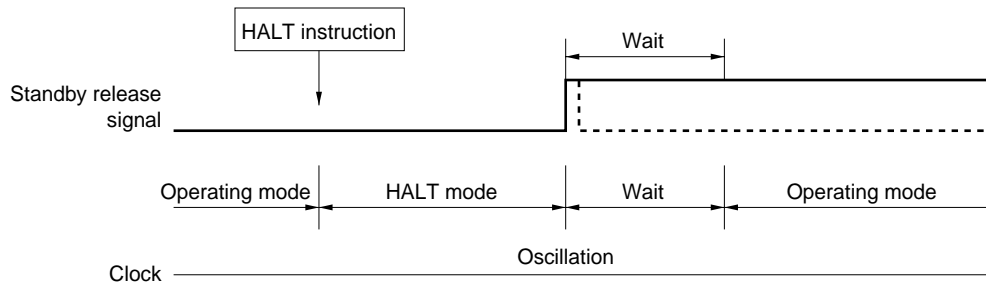 HALT instruction
Wait
Standby release
signal
Operating mode
HALT mode
Wait
Operating mode
Oscillation
Clock